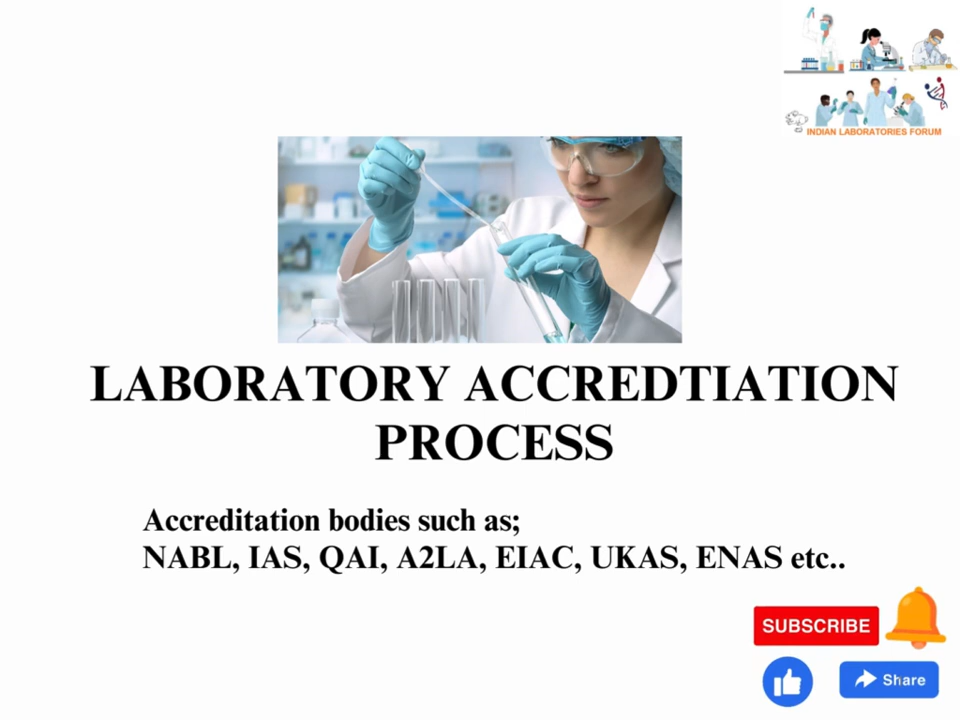 INDIAN LABORATORIES FORUM
LABORATORY ACCREDTIATION
PROCESS
Accreditation bodies such as;
NABL, IAS, QAI, A2LA, EIAC, UKAS, ENAS etc..
SUBSCRIBE
Share